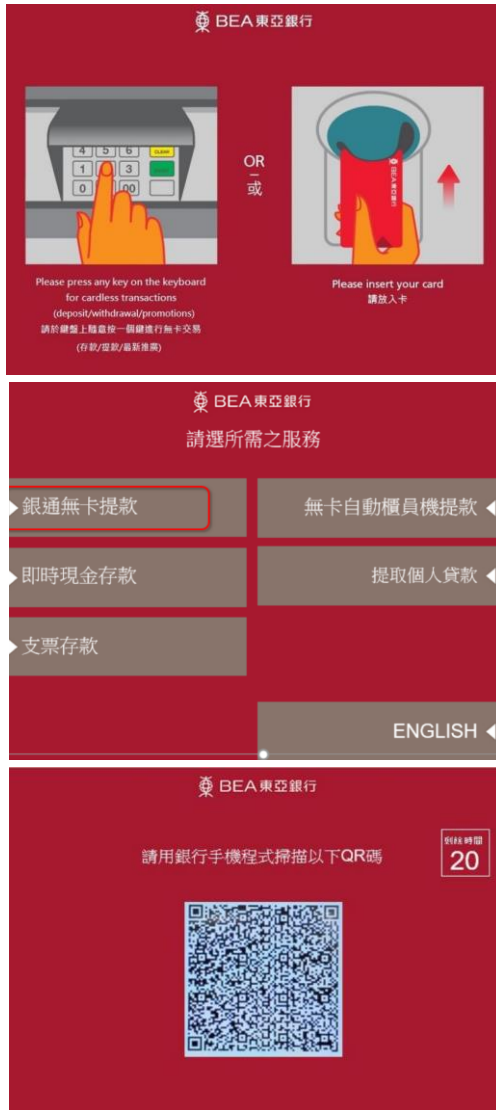 BEA東亞銀行
4 5 6 CLEAR
1 3
0 00
OR
或
BEA東亞銀行
Please press any key on the keyboard
for cardless transactions
(deposit/withdrawal/promotions)
請於鍵盤上隨意按一個鍵進行無卡交易
(存款/提款/最新推廣)
Please insert your card
請放入卡
BEA東亞銀行
請選所需之服務
銀通無卡提款
無卡自動櫃員機提款
即時現金存款
提取個人貸款
支票存款
ENGLISH
BEA東亞銀行
請用銀行手機程式掃描以下QR碼
剩餘時間
20